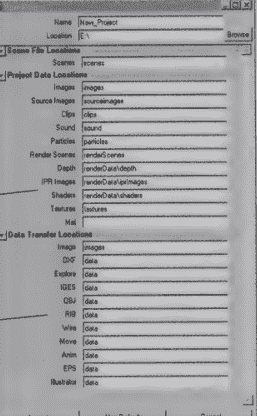 Name New_Project
Location E:\ Browse
Scene File Locations
Scenes scenes
Project Data Locations
Images images
Source Images sourceimages
Clips clips
Sound sound
Particles particles
Render Scenes renderScenes
Depth renderData\depth
IPR Images renderData\iprImages
Shaders renderData\shaders
Textures textures
Mel
Data Transfer Locations
Image images
DXF data
Explore data
IGES data
OBJ data
RIB data
Wire data
Move data
Anim data
EPS data
Illustrator data